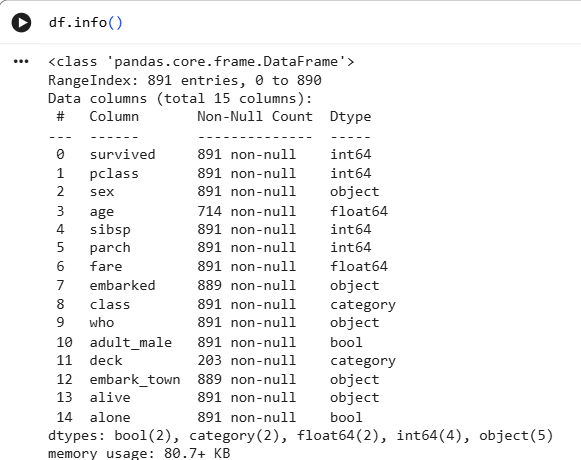 df.info()
<class 'pandas.core.frame.DataFrame'>
RangeIndex: 891 entries, 0 to 890
Data columns (total 15 columns):
 #   Column       Non-Null Count  Dtype
---  ------       --------------  -----
 0   survived     891 non-null    int64
 1   pclass       891 non-null    int64
 2   sex          891 non-null    object
 3   age          714 non-null    float64
 4   sibsp        891 non-null    int64
 5   parch        891 non-null    int64
 6   fare         891 non-null    float64
 7   embarked     889 non-null    object
 8   class        891 non-null    category
 9   who          891 non-null    object
 10  adult_male   891 non-null    bool
 11  deck         203 non-null    category
 12  embark_town  889 non-null    object
 13  alive        891 non-null    object
 14  alone        891 non-null    bool
dtypes: bool(2), category(2), float64(2), int64(4), object(5)
memory usage: 80.7+ KB